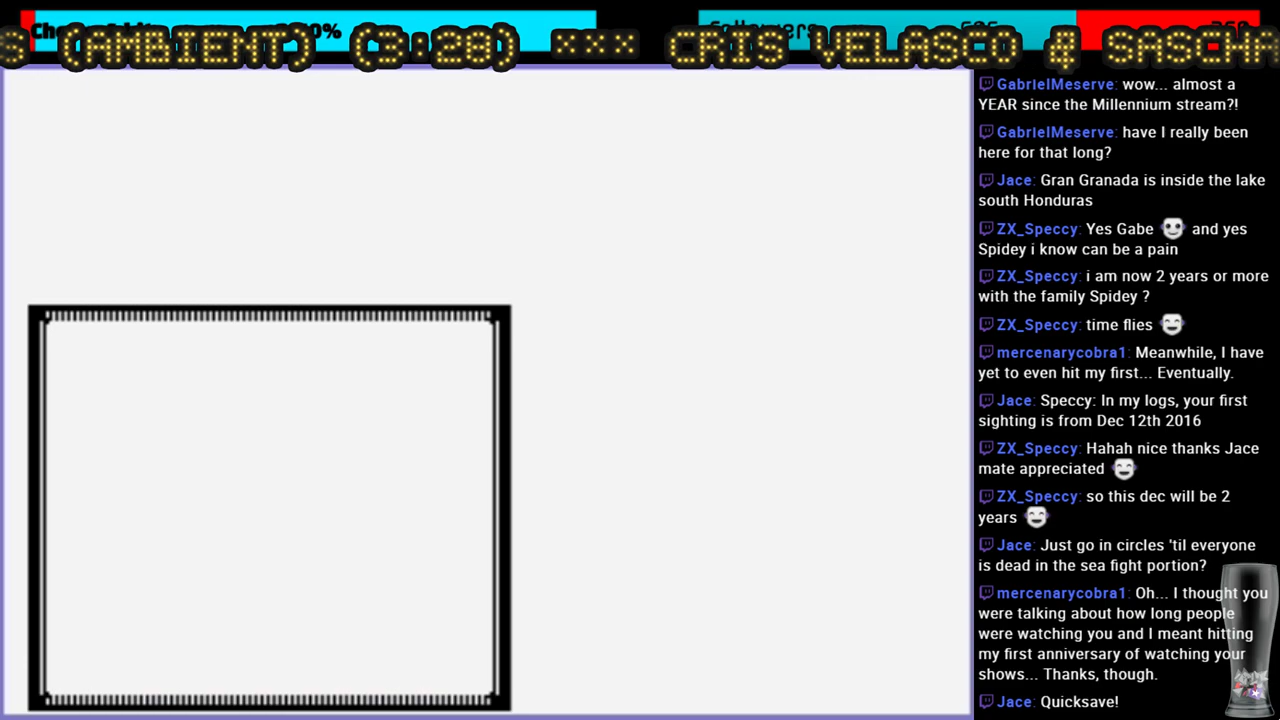 S (AMBIENT) (3:28) ××× CRIS VELASCO & SASCHA
Followers
GabrielMeserve: wow... almost a
YEAR since the Millennium stream?!
GabrielMeserve: have I really been
here for that long?
Jace: Gran Granada is inside the lake
south Honduras
ZX_Speccy: Yes Gabe and yes
Spidey i know can be a pain
ZX_Speccy: i am now 2 years or more
with the family Spidey ?
ZX_Speccy: time flies
mercenarycobra1: Meanwhile, I have
yet to even hit my first... Eventually.
Jace: Speccy: In my logs, your first
sighting is from Dec 12th 2016
ZX_Speccy: Hahah nice thanks Jace
mate appreciated
ZX_Speccy: so this dec will be 2
years
Jace: Just go in circles 'til everyone
is dead in the sea fight portion?
mercenarycobra1: Oh... I thought you
were talking about how long people
were watching you and I meant hitting
my first anniversary of watching your
shows... Thanks, though.
Jace: Quicksave!